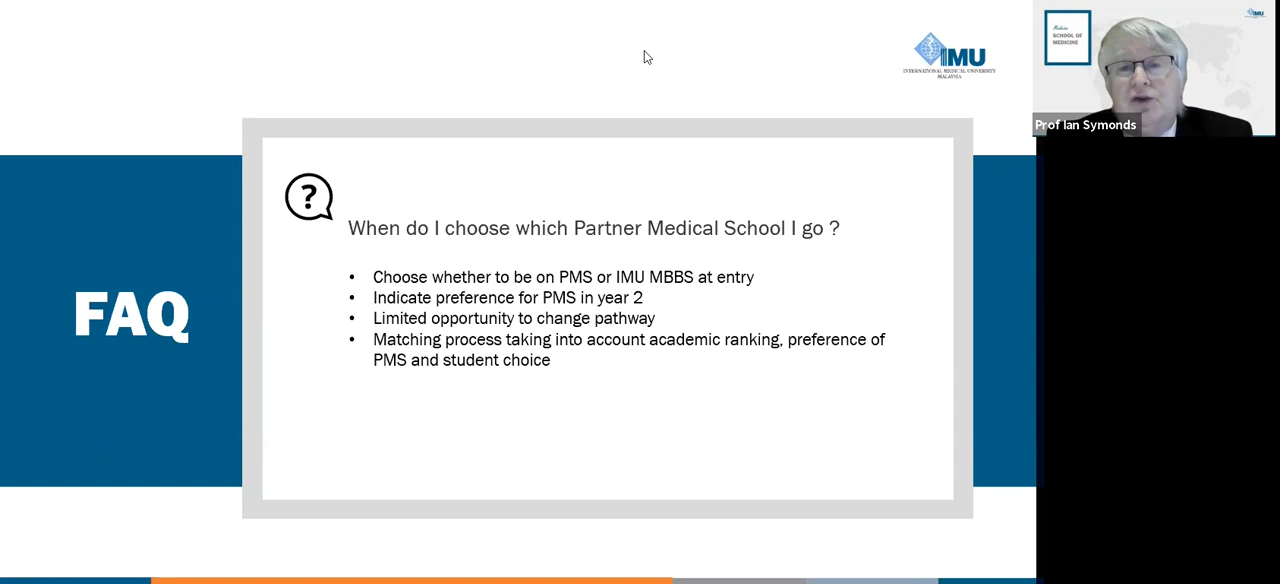 IMU
INTERNATIONAL MEDICAL UNIVERSITY
MALAYSIA
Medicine
SCHOOL OF
MEDICINE
IMU
Prof Ian Symonds
?
When do I choose which Partner Medical School I go ?
• Choose whether to be on PMS or IMU MBBS at entry
• Indicate preference for PMS in year 2
• Limited opportunity to change pathway
• Matching process taking into account academic ranking, preference of
PMS and student choice
FAQ